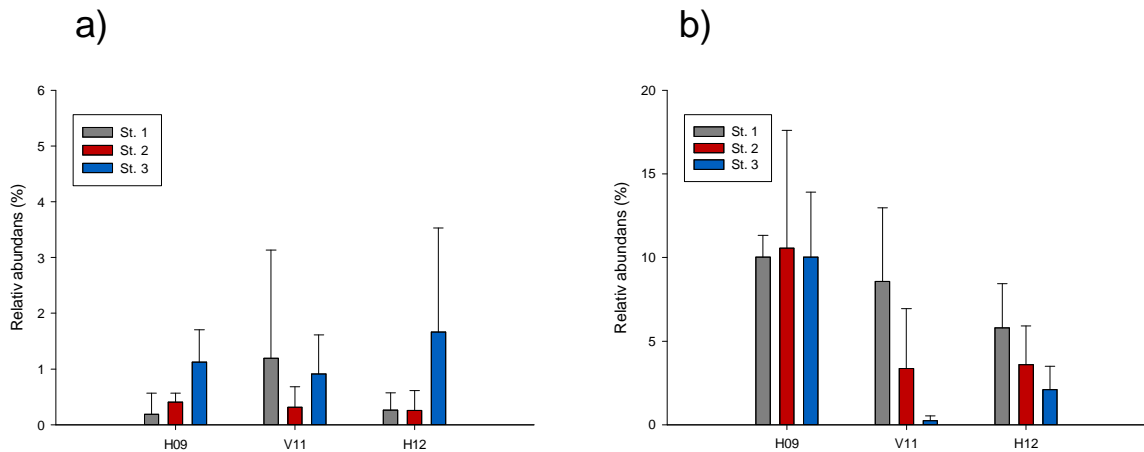 a)
Relativ abundans (%)
6
5
4
3
2
1
0
St. 1
St. 2
St. 3
H09 V11 H12
b)
Relativ abundans (%)
20
15
10
5
0
St. 1
St. 2
St. 3
H09 V11 H12